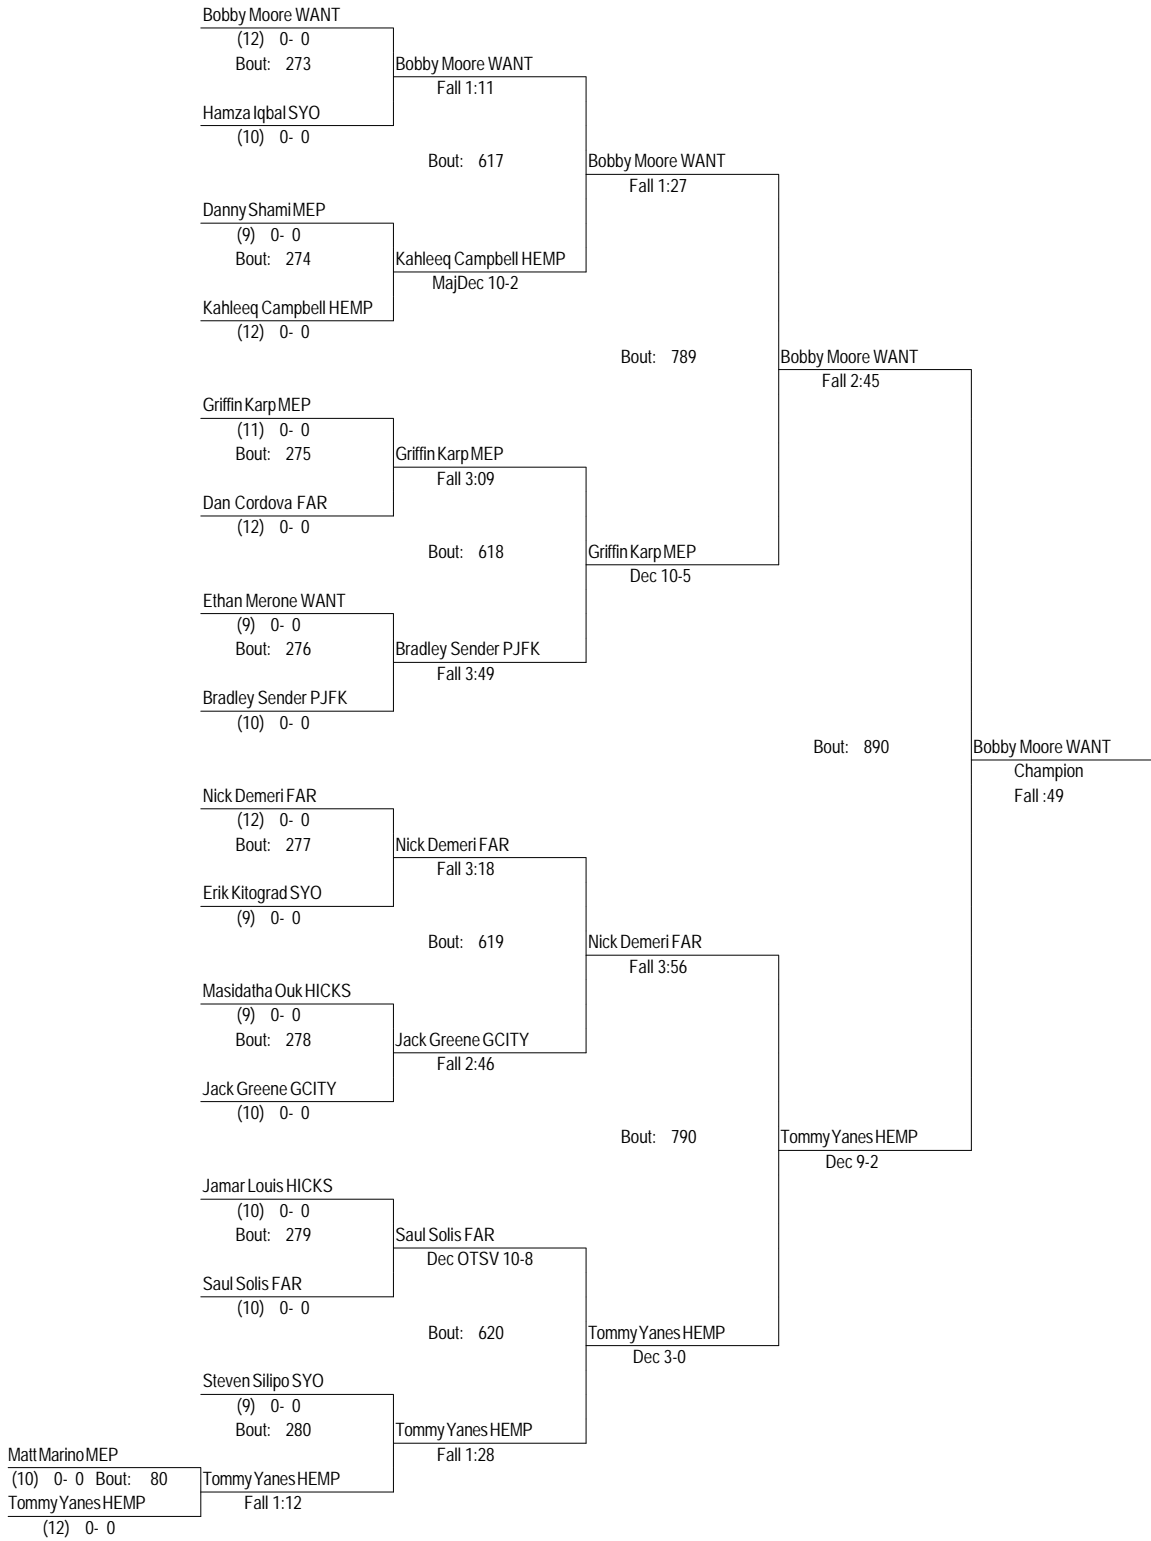 Bobby Moore WANT
(12) 0- 0
Bout: 273
Bobby Moore WANT
Fall 1:11
Hamza Iqbal SYO
(10) 0- 0
Bout: 617
Bobby Moore WANT
Fall 1:27
Danny Shami MEP
(9) 0- 0
Bout: 274
Kahleeq Campbell HEMP
MajDec 10-2
Kahleeq Campbell HEMP
(12) 0- 0
Bout: 789
Bobby Moore WANT
Fall 2:45
Griffin Karp MEP
(11) 0- 0
Bout: 275
Griffin Karp MEP
Fall 3:09
Dan Cordova FAR
(12) 0- 0
Bout: 618
Griffin Karp MEP
Dec 10-5
Ethan Merone WANT
(9) 0- 0
Bout: 276
Bradley Sender PJFK
Fall 3:49
Bradley Sender PJFK
(10) 0- 0
Bout: 890
Bobby Moore WANT
Champion
Fall :49
Nick Demeri FAR
(12) 0- 0
Bout: 277
Nick Demeri FAR
Fall 3:18
Erik Kitograd SYO
(9) 0- 0
Bout: 619
Nick Demeri FAR
Fall 3:56
Masidatha Ouk HICKS
(9) 0- 0
Bout: 278
Jack Greene GCITY
Fall 2:46
Jack Greene GCITY
(10) 0- 0
Bout: 790
Tommy Yanes HEMP
Dec 9-2
Jamar Louis HICKS
(10) 0- 0
Bout: 279
Saul Solis FAR
Dec OTSV 10-8
Saul Solis FAR
(10) 0- 0
Bout: 620
Tommy Yanes HEMP
Dec 3-0
Steven Silipo SYO
(9) 0- 0
Bout: 280
Tommy Yanes HEMP
Fall 1:28
Matt Marino MEP
(10) 0- 0 Bout: 80
Tommy Yanes HEMP
Fall 1:12
Tommy Yanes HEMP
(12) 0- 0